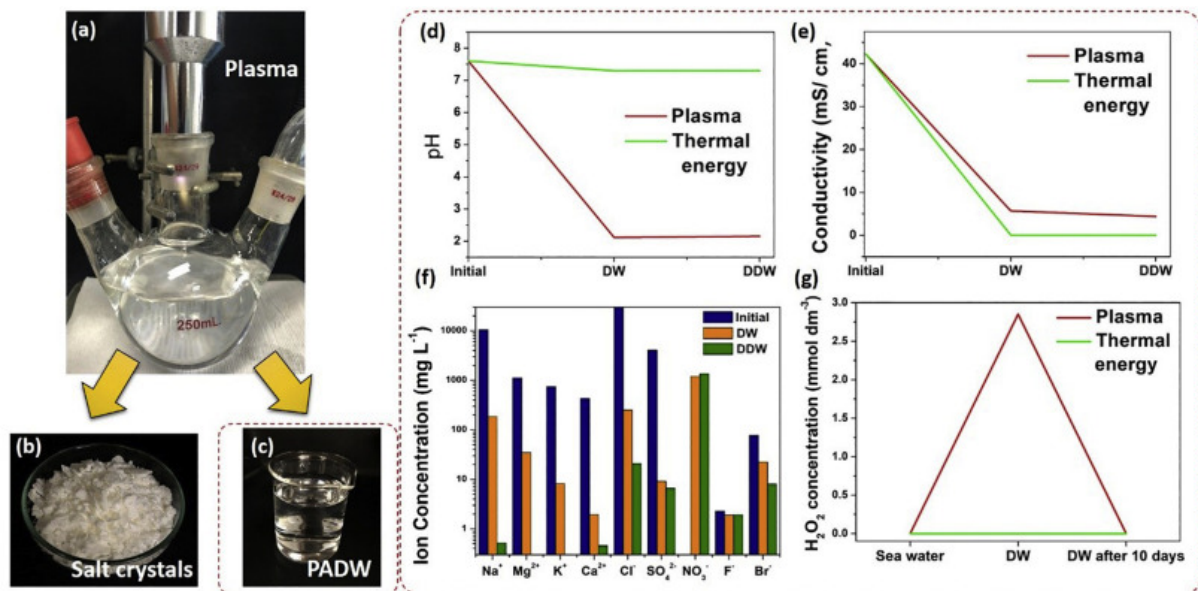 (a)
Plasma
250mL
(b)
Salt crystals
(c)
PADW
(d)
pH
8
7
6
5
4
3
2
Plasma
Thermal
energy
Initial
DW
DDW
(e)
Conductivity (mS/ cm,
40
30
20
10
0
Plasma
Thermal
energy
Initial
DW
DDW
(f)
Ion Concentration (mg L⁻¹)
10000
1000
100
10
1
Initial
DW
DDW
Na⁺ Mg²⁺ K⁺ Ca²⁺ Cl⁻ SO₄²⁻ NO₃⁻ F⁻ Br⁻
(g)
H₂O₂ concentration (mmol dm⁻³)
3.0
2.5
2.0
1.5
1.0
0.5
0.0
Plasma
Thermal
energy
Sea water
DW
DW after 10 days